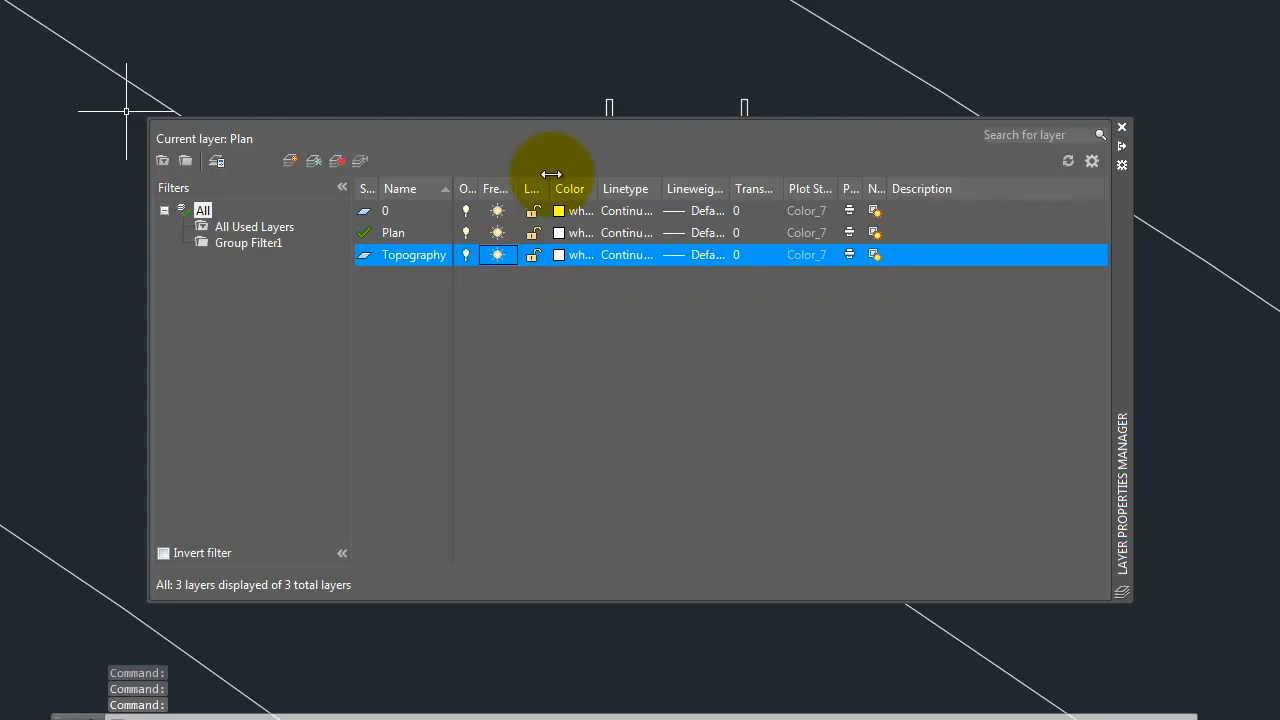 Current layer: Plan
Search for layer
Filters
S... Name O... Fre... L... Color Linetype Lineweig... Trans... Plot St... P... N... Description
All
0 wh... Continu... Defa... 0 Color_7
All Used Layers
Plan wh... Continu... Defa... 0 Color_7
Group Filter1
Topography wh... Continu... Defa... 0 Color_7
Invert filter
All: 3 layers displayed of 3 total layers
LAYER PROPERTIES MANAGER
Command:
Command:
Command: